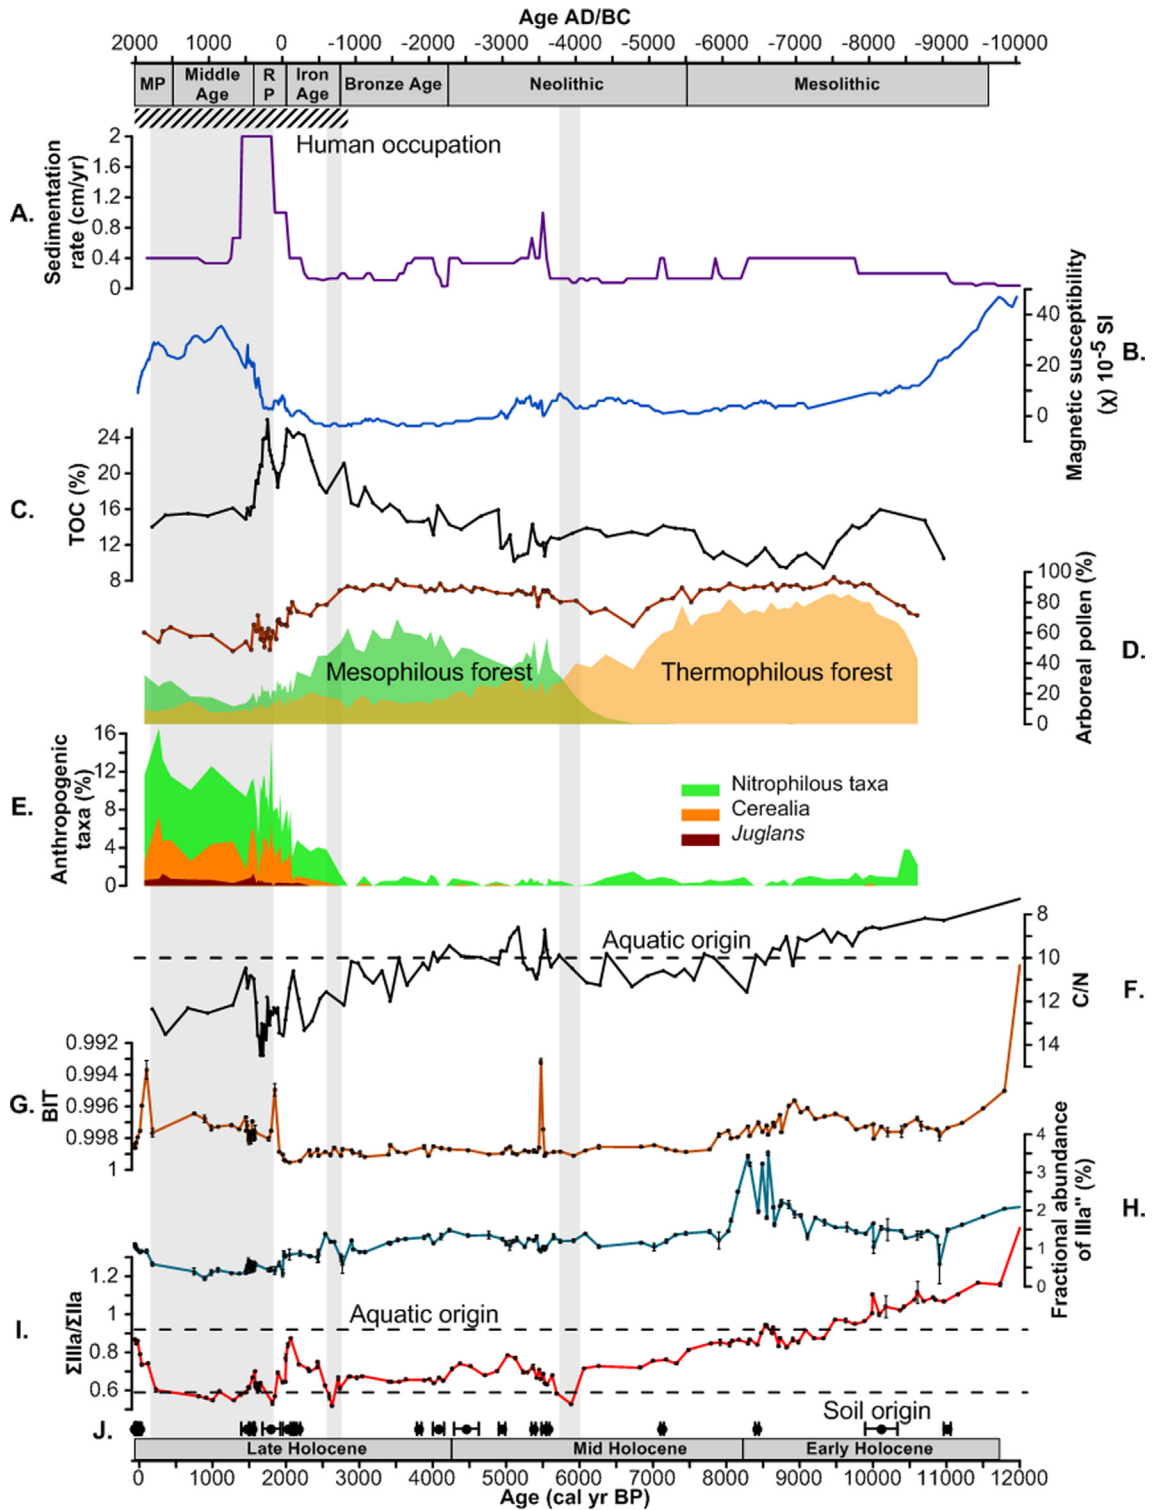 Age AD/BC
2000 1000 0 -1000 -2000 -3000 -4000 -5000 -6000 -7000 -8000 -9000 -10000
MP Middle Age R P Iron Age Bronze Age Neolithic Mesolithic
Human occupation
A.
Sedimentation rate (cm/yr)
2
1.6
1.2
0.8
0.4
0
B.
Magnetic susceptibility (χ) 10-5 SI
40
20
0
C.
TOC (%)
24
20
16
12
8
D.
Arboreal pollen (%)
100
80
60
40
20
0
Mesophilous forest
Thermophilous forest
E.
Anthropogenic taxa (%)
16
12
8
4
0
Nitrophilous taxa
Cerealia
Juglans
F.
C/N
8
10
12
14
Aquatic origin
G.
BIT
0.992
0.994
0.996
0.998
1
H.
Fractional abundance of IIIa" (%)
4
3
2
1
0
I.
ΣIIIa/ΣIIa
1.2
1
0.8
0.6
Aquatic origin
Soil origin
J.
Late Holocene Mid Holocene Early Holocene
0 1000 2000 3000 4000 5000 6000 7000 8000 9000 10000 11000 12000
Age (cal yr BP)